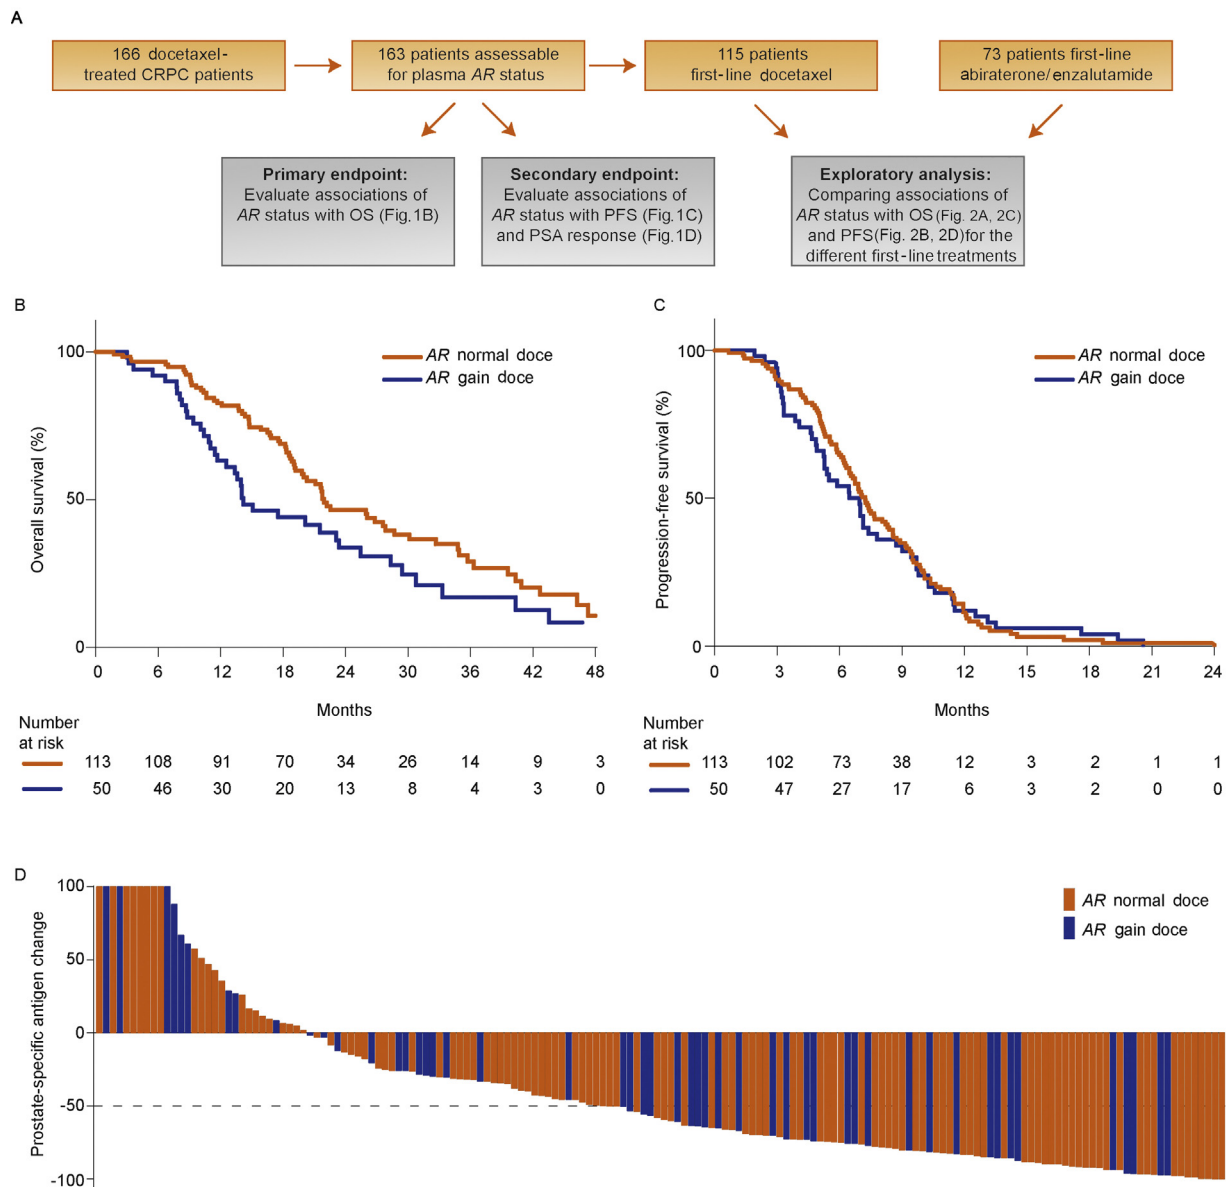 A
166 docetaxel-
treated CRPC patients
163 patients assessable
for plasma AR status
115 patients
first-line docetaxel
73 patients first-line
abiraterone/enzalutamide
Primary endpoint:
Evaluate associations of
AR status with OS (Fig.1B)
Secondary endpoint:
Evaluate associations of
AR status with PFS (Fig.1C)
and PSA response (Fig.1D)
Exploratory analysis:
Comparing associations of
AR status with OS (Fig. 2A, 2C)
and PFS(Fig. 2B, 2D)for the
different first-line treatments
B
Overall survival (%)
100
50
0
AR normal doce
AR gain doce
0 6 12 18 24 30 36 42 48
Months
Number
at risk
113 108 91 70 34 26 14 9 3
50 46 30 20 13 8 4 3 0
C
Progression-free survival (%)
100
50
0
AR normal doce
AR gain doce
0 3 6 9 12 15 18 21 24
Months
Number
at risk
113 102 73 38 12 3 2 1 1
50 47 27 17 6 3 2 0 0
D
Prostate-specific antigen change
100
50
0
-50
-100
AR normal doce
AR gain doce